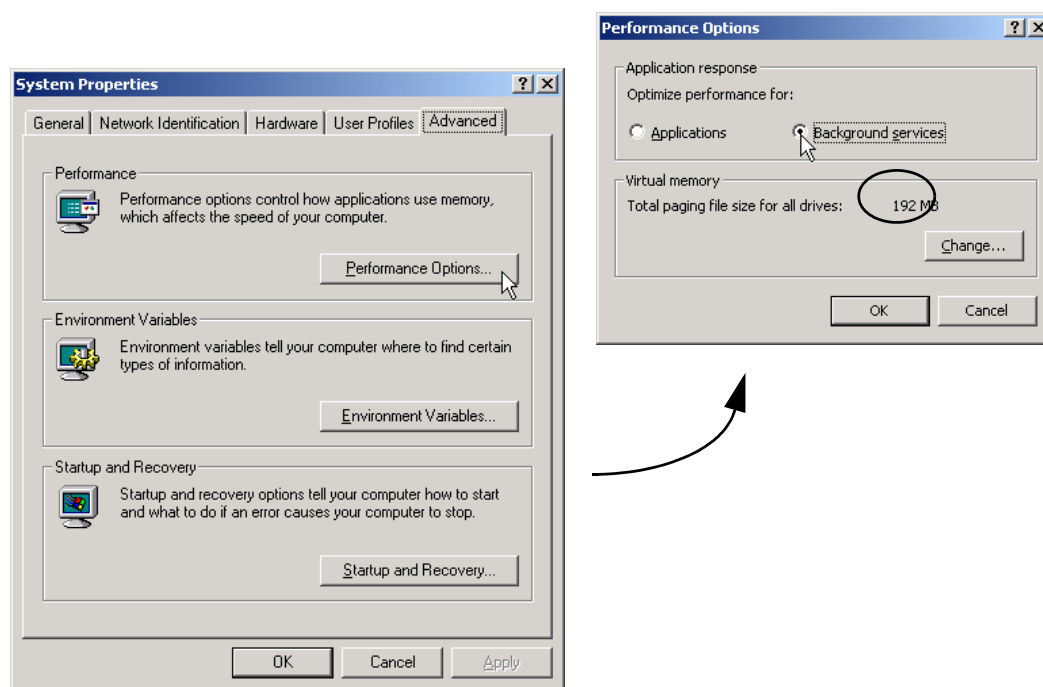 System Properties
General
Network Identification
Hardware
User Profiles
Advanced
Performance
Performance options control how applications use memory,
which affects the speed of your computer.
Performance Options...
Environment Variables
Environment variables tell your computer where to find certain
types of information.
Environment Variables...
Startup and Recovery
Startup and recovery options tell your computer how to start
and what to do if an error causes your computer to stop.
Startup and Recovery...
OK Cancel Apply
Performance Options
Application response
Optimize performance for:
Applications Background services
Virtual memory
Total paging file size for all drives: 192 MB
Change...
OK Cancel